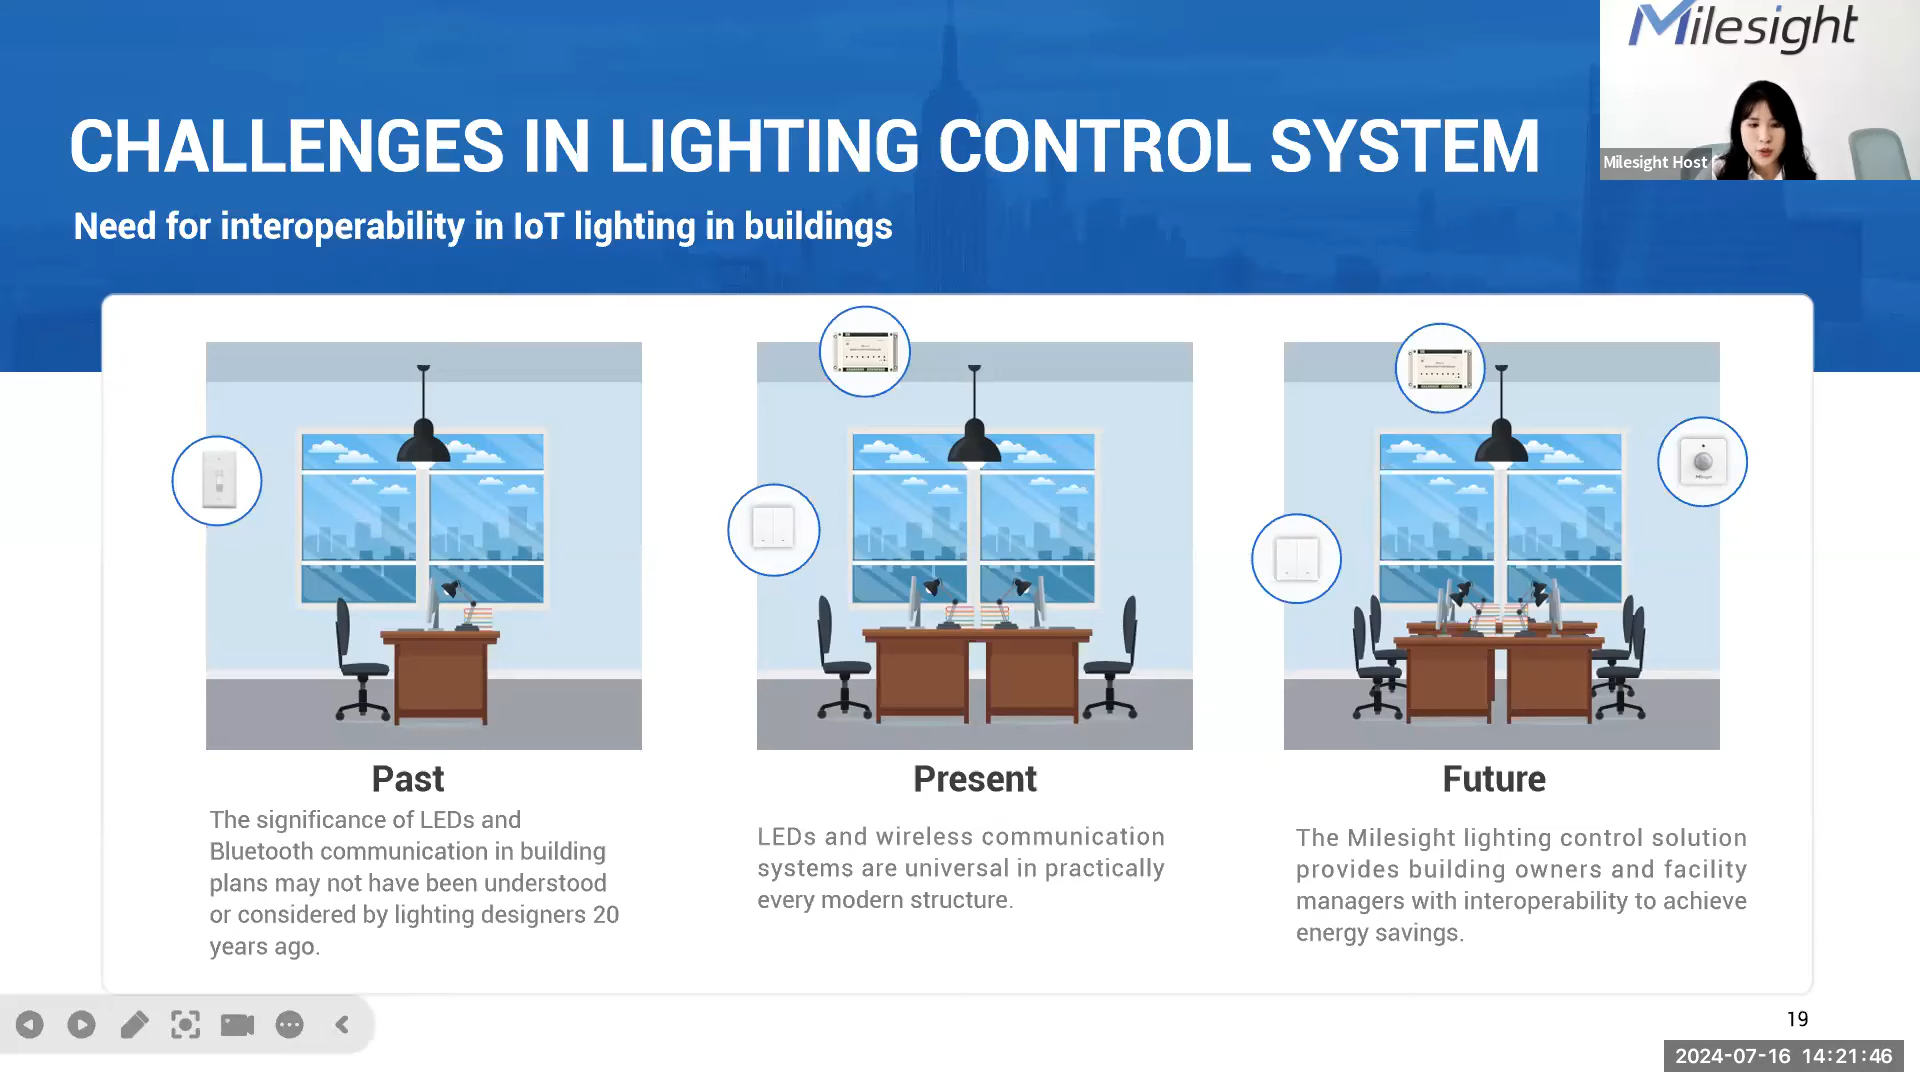 Milesight
CHALLENGES IN LIGHTING CONTROL SYSTEM
Milesight Host
Need for interoperability in IoT lighting in buildings
Past
The significance of LEDs and
Bluetooth communication in building
plans may not have been understood
or considered by lighting designers 20
years ago.
Present
LEDs and wireless communication
systems are universal in practically
every modern structure.
Future
The Milesight lighting control solution
provides building owners and facility
managers with interoperability to achieve
energy savings.
19
2024-07-16 14:21:46